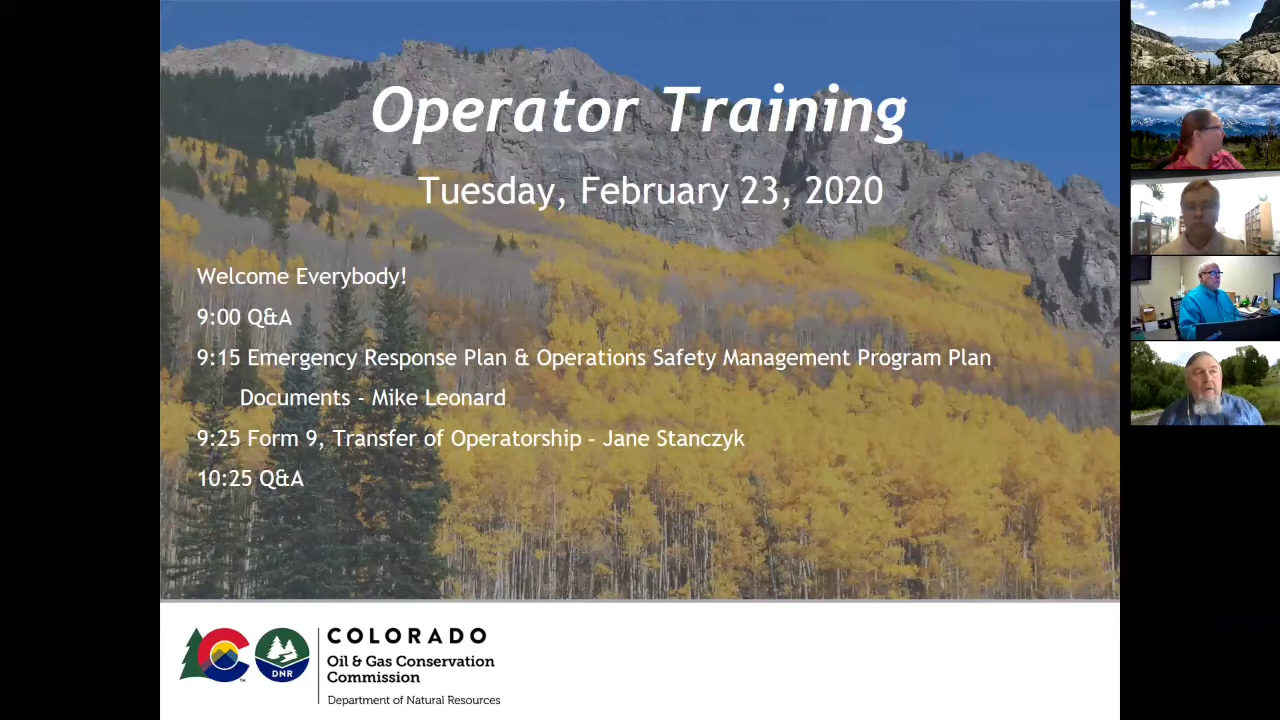 Operator Training
Tuesday, February 23, 2020
Welcome Everybody!
9:00 Q&A
9:15 Emergency Response Plan & Operations Safety Management Program Plan
Documents - Mike Leonard
9:25 Form 9, Transfer of Operatorship – Jane Stanczyk
10:25 Q&A
DNR
COLORADO
Oil & Gas Conservation
Commission
Department of Natural Resources